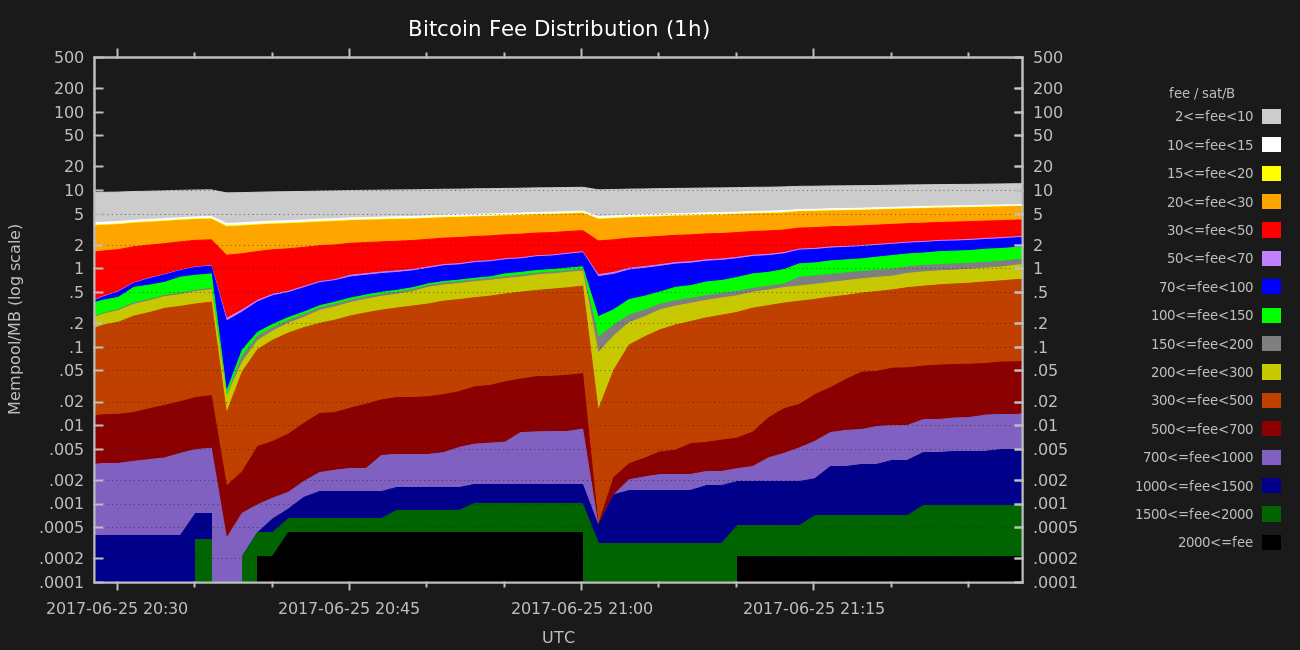 Bitcoin Fee Distribution (1h)
500 500
200 200
100 100
50 50
20 20
10 10
5 5
2 2
1 1
.5 .5
.2 .2
.1 .1
.05 .05
.02 .02
.01 .01
.005 .005
.002 .002
.001 .001
.0005 .0005
.0002 .0002
.0001 .0001
Mempool/MB (log scale)
2017-06-25 20:30 2017-06-25 20:45 2017-06-25 21:00 2017-06-25 21:15
UTC
fee / sat/B
2<=fee<10
10<=fee<15
15<=fee<20
20<=fee<30
30<=fee<50
50<=fee<70
70<=fee<100
100<=fee<150
150<=fee<200
200<=fee<300
300<=fee<500
500<=fee<700
700<=fee<1000
1000<=fee<1500
1500<=fee<2000
2000<=fee